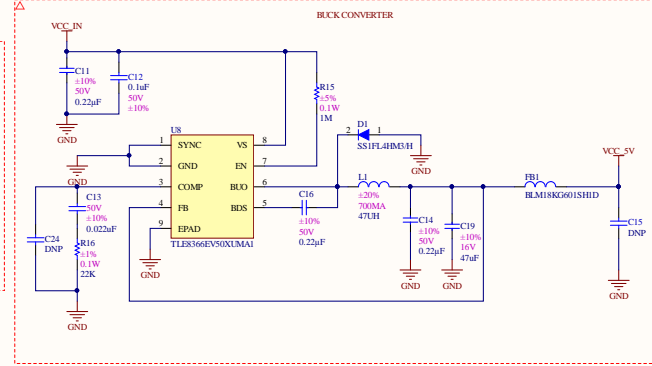 BUCK CONVERTER
VCC_IN
C11
±10%
50V
0.22µF
C12
0.1uF
50V
±10%
GND
R15
±5%
0.1W
1M
U8
1 SYNC VS 8
2 GND EN 7
3 COMP BUO 6
4 FB BDS 5
9 EPAD
TLE8366EV50XUMA1
GND
GND
C13
50V
±10%
0.022uF
C24
DNP
R16
±1%
0.1W
22K
GND
C16
±10%
50V
0.22µF
D1
2 1
SS1FL4HM3/H
GND
L1
±20%
700MA
47UH
C14
±10%
50V
0.22µF
GND
C19
±10%
16V
47uF
GND
FB1
BLM18KG601SH1D
VCC_5V
C15
DNP
GND